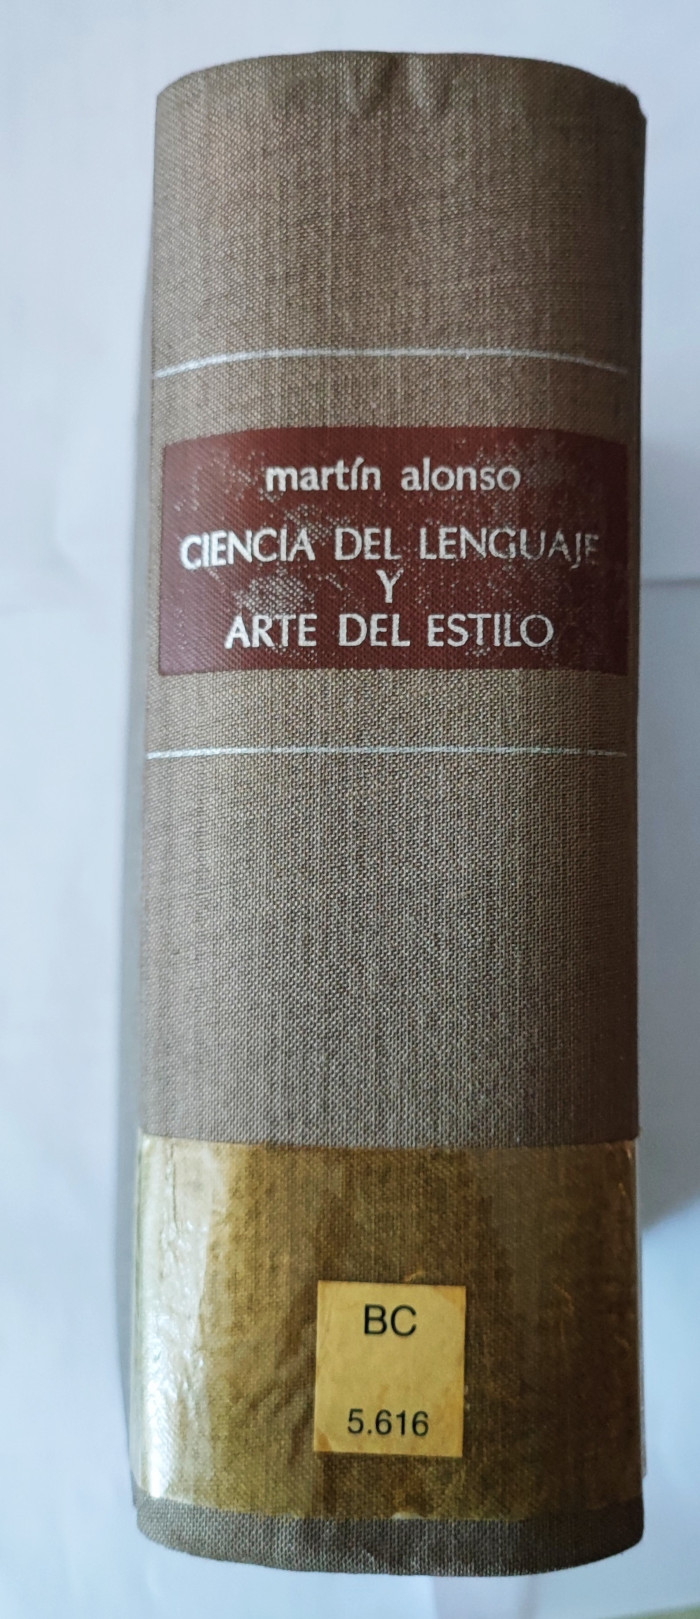 martín alonso
CIENCIA DEL LENGUAJE
Y
ARTE DEL ESTILO
BC
5.616